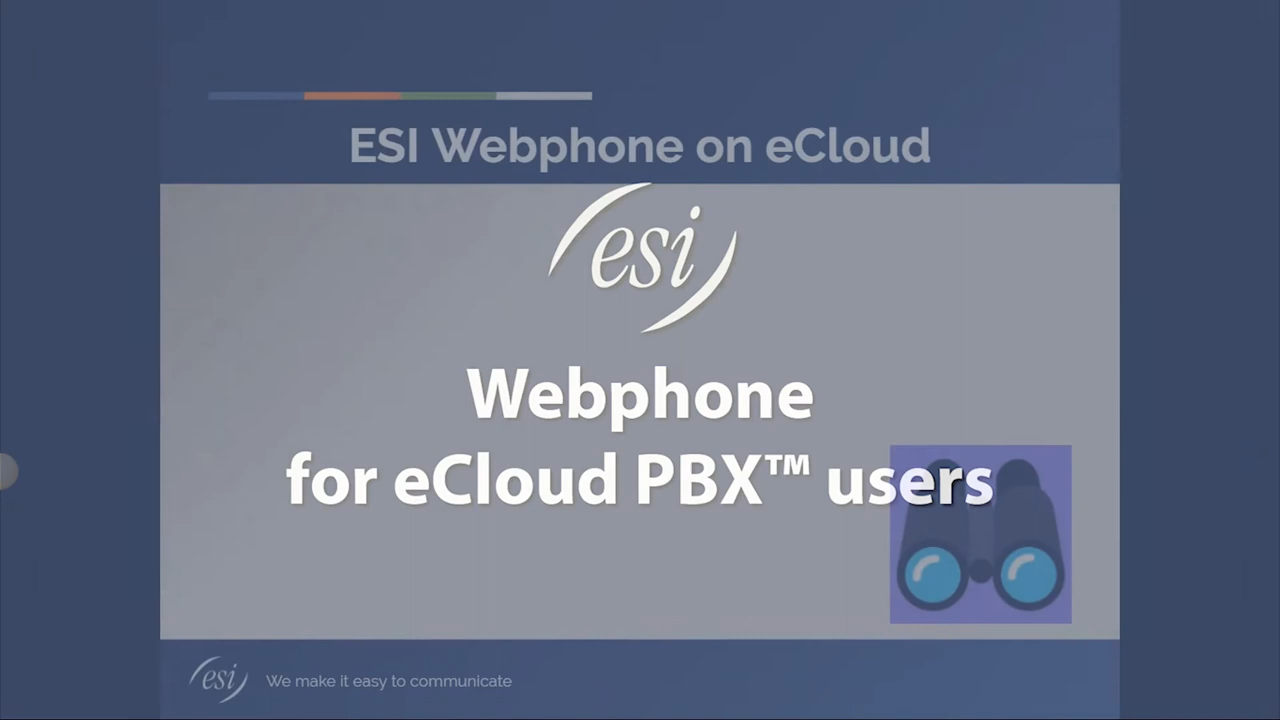 ESI Webphone on eCloud
esi
Webphone
for eCloud PBX™ users
esi
We make it easy to communicate